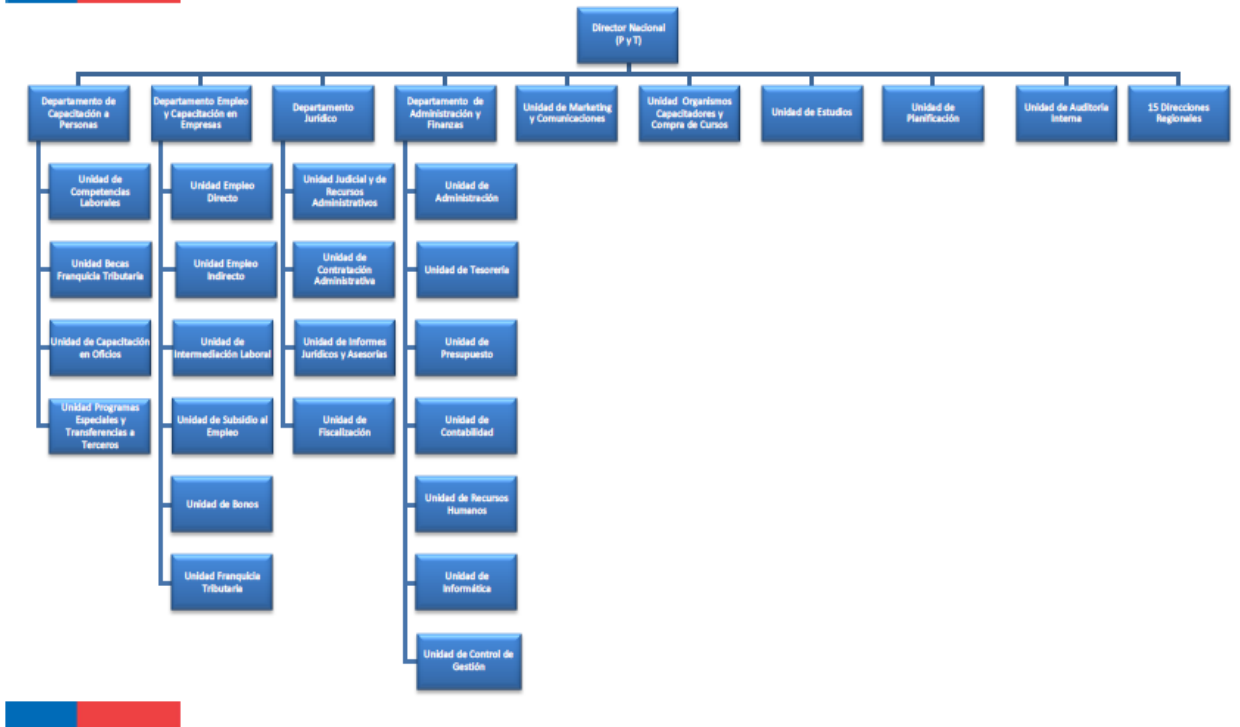 Director Nacional
(P y T)
Departamento de
Capacitación a
Personas
Departamento Empleo
y Capacitación en
Empresas
Departamento
Jurídico
Departamento de
Administración y
Finanzas
Unidad de Marketing
y Comunicaciones
Unidad Organismos
Capacitadores y
Compra de Cursos
Unidad de Estudios
Unidad de
Planificación
Unidad de Auditoria
Interna
15 Direcciones
Regionales
Unidad de
Competencias
Laborales
Unidad Becas
Franquicia Tributaria
Unidad de Capacitación
en Oficios
Unidad Programas
Especiales y
Transferencias a
Terceros
Unidad Empleo
Directo
Unidad Empleo
Indirecto
Unidad de
Intermediación Laboral
Unidad de Subsidio al
Empleo
Unidad de Bonos
Unidad Franquicia
Tributaria
Unidad Judicial y de
Recursos
Administrativos
Unidad de
Contratación
Administrativa
Unidad de Informes
Jurídicos y Asesorías
Unidad de
Fiscalización
Unidad de
Administración
Unidad de Tesorería
Unidad de
Presupuesto
Unidad de
Contabilidad
Unidad de Recursos
Humanos
Unidad de
Informática
Unidad de Control de
Gestión